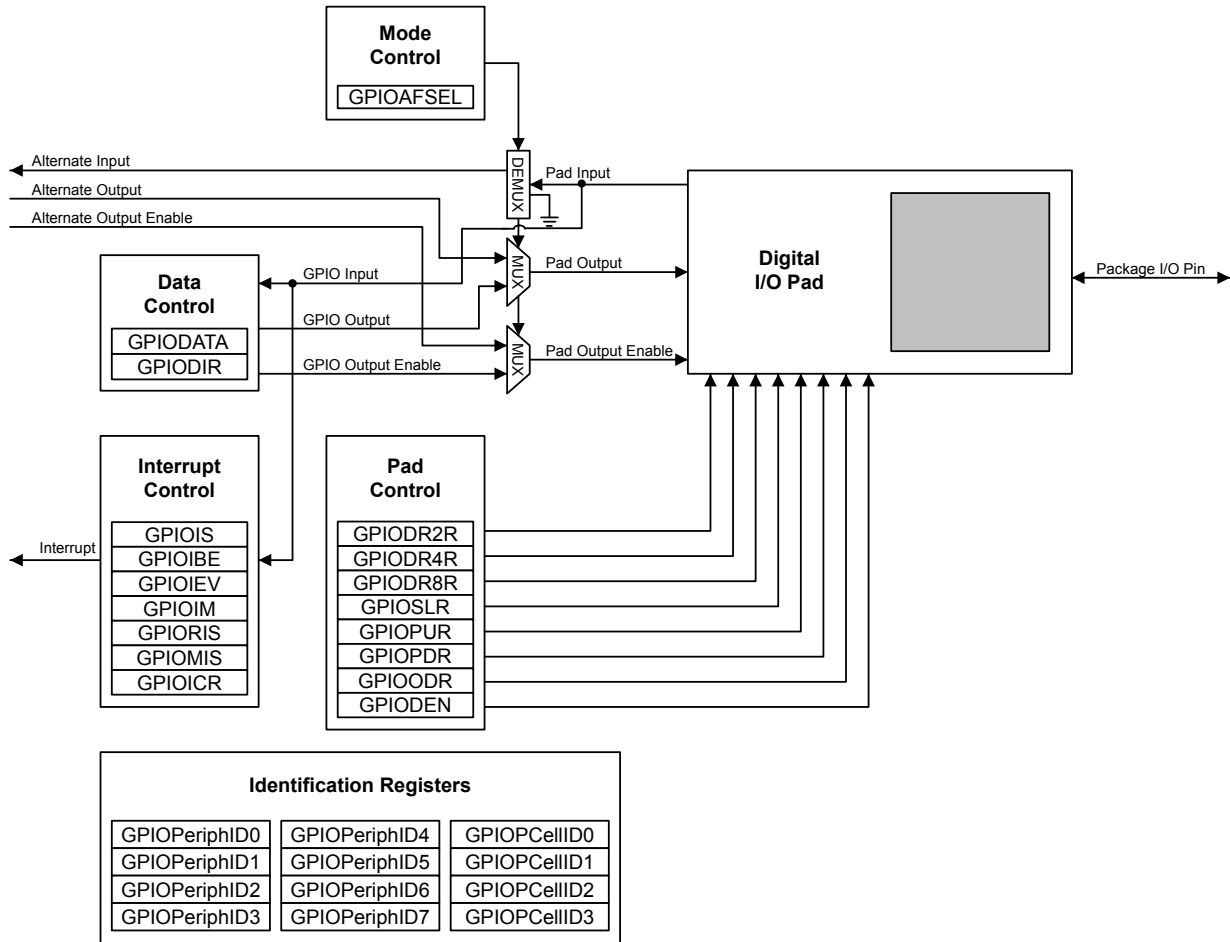 Mode
Control
GPIOAFSEL
Alternate Input
Alternate Output
Alternate Output Enable
DEMUX
Pad Input
MUX
Pad Output
MUX
Pad Output Enable
Digital
I/O Pad
Package I/O Pin
Data
Control
GPIODATA
GPIODIR
GPIO Input
GPIO Output
GPIO Output Enable
Interrupt
Control
GPIOIS
GPIOIBE
GPIOIEV
GPIOIM
GPIORIS
GPIOMIS
GPIOICR
Interrupt
Pad
Control
GPIODR2R
GPIODR4R
GPIODR8R
GPIOSLR
GPIOPUR
GPIOPDR
GPIOODR
GPIODEN
Identification Registers
GPIOPeriphID0
GPIOPeriphID1
GPIOPeriphID2
GPIOPeriphID3
GPIOPeriphID4
GPIOPeriphID5
GPIOPeriphID6
GPIOPeriphID7
GPIOPCellID0
GPIOPCellID1
GPIOPCellID2
GPIOPCellID3